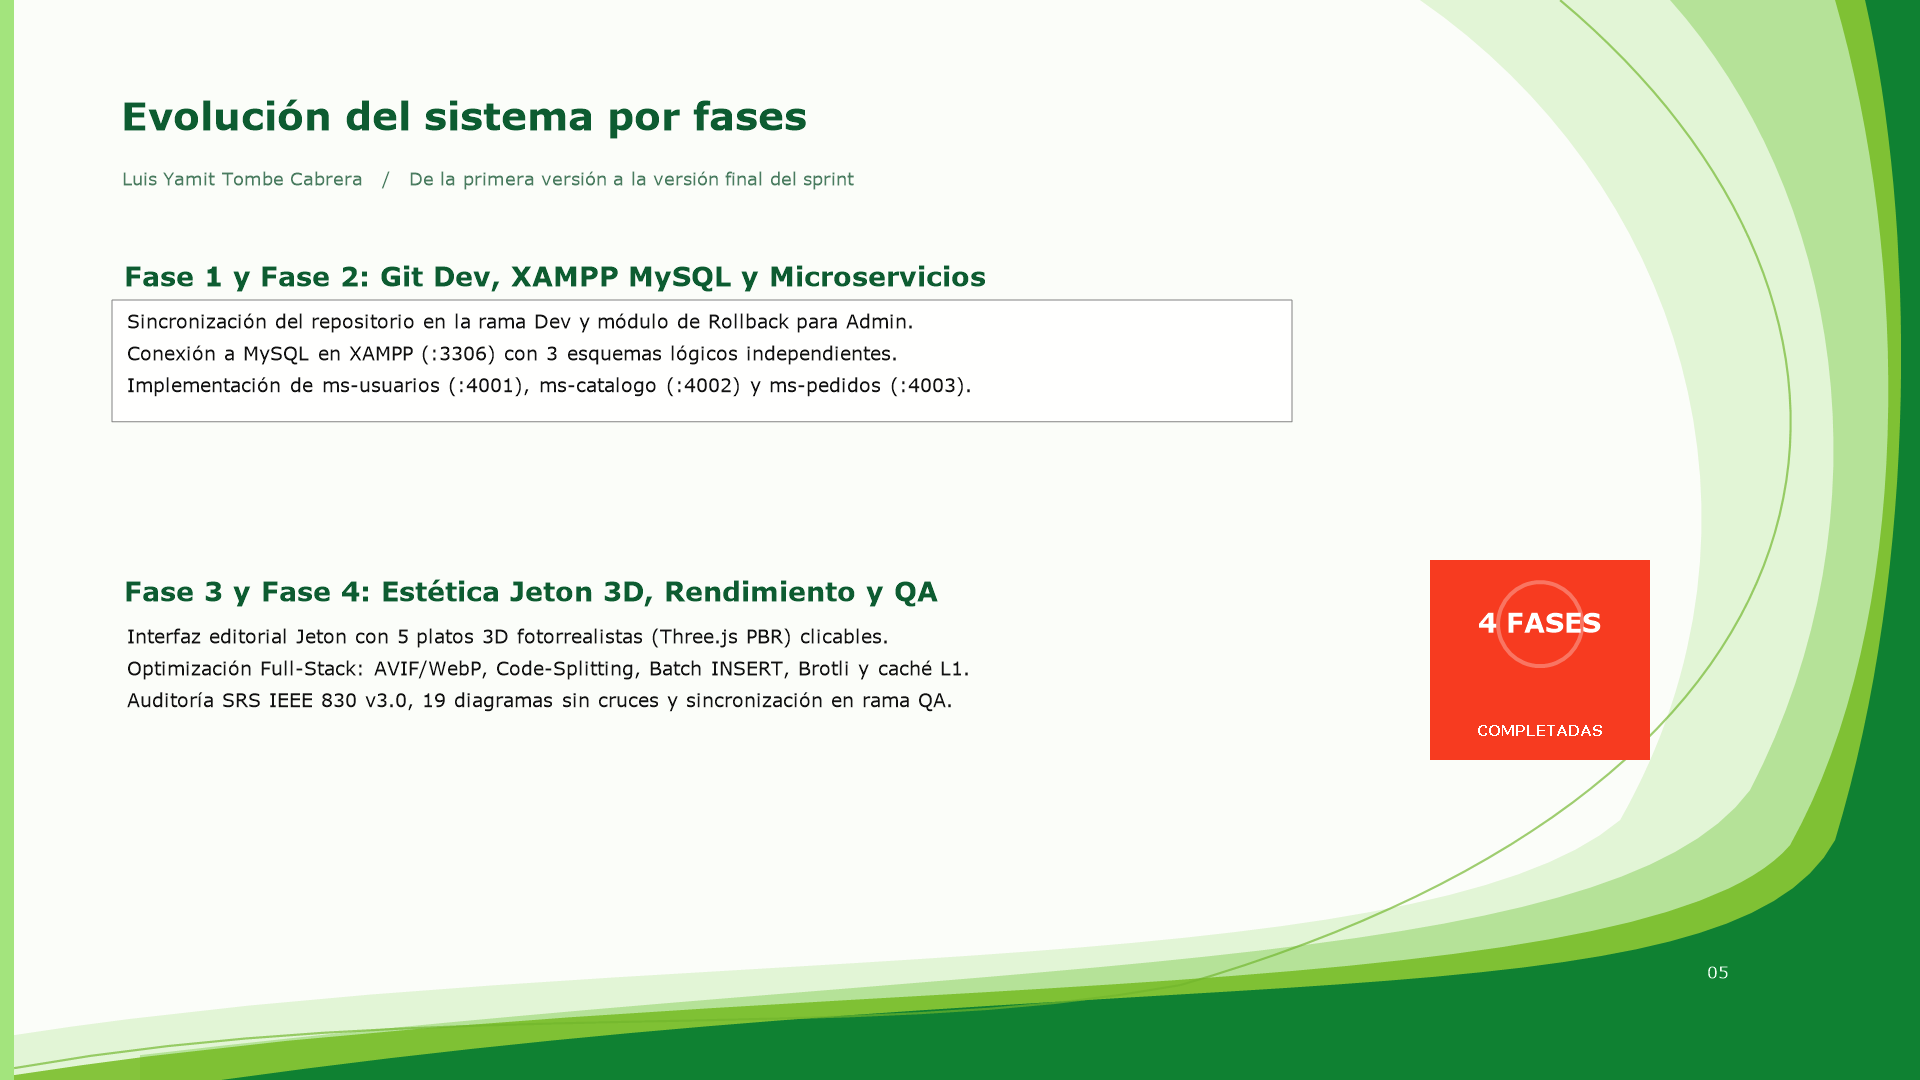 Evolución del sistema por fases
Luis Yamit Tombe Cabrera / De la primera versión a la versión final del sprint
Fase 1 y Fase 2: Git Dev, XAMPP MySQL y Microservicios
Sincronización del repositorio en la rama Dev y módulo de Rollback para Admin.
Conexión a MySQL en XAMPP (:3306) con 3 esquemas lógicos independientes.
Implementación de ms-usuarios (:4001), ms-catalogo (:4002) y ms-pedidos (:4003).
Fase 3 y Fase 4: Estética Jeton 3D, Rendimiento y QA
Interfaz editorial Jeton con 5 platos 3D fotorrealistas (Three.js PBR) clicables.
Optimización Full-Stack: AVIF/WebP, Code-Splitting, Batch INSERT, Brotli y caché L1.
Auditoría SRS IEEE 830 v3.0, 19 diagramas sin cruces y sincronización en rama QA.
4 FASES
COMPLETADAS
05